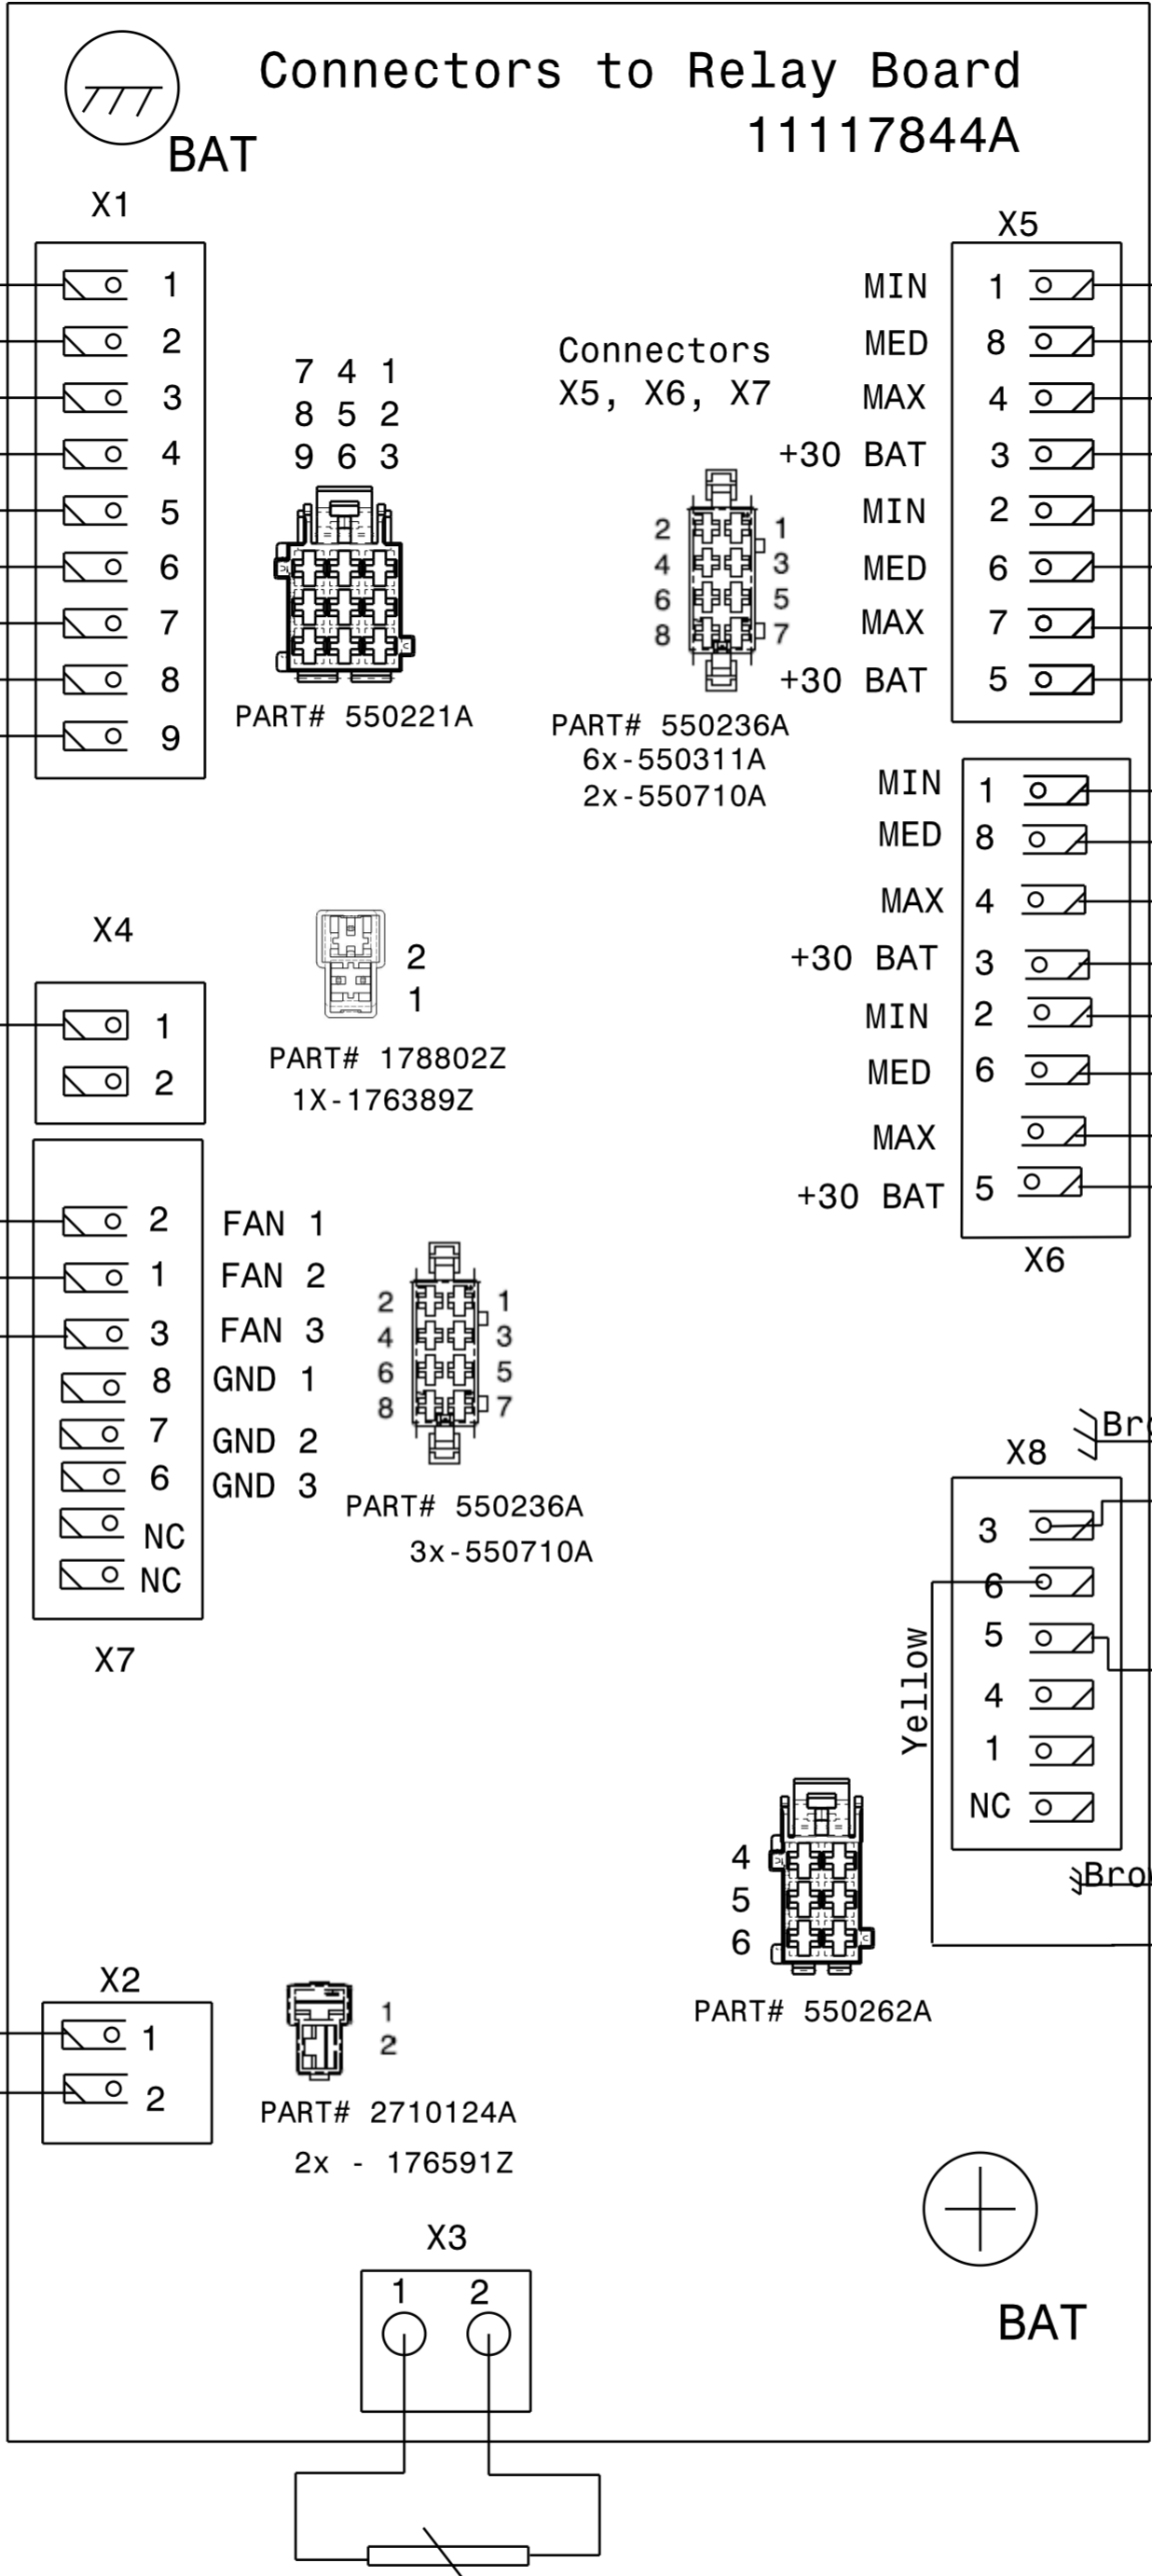 Connectors to Relay Board
11117844A
BAT
X1
1
2
3
4
5
6
7
8
9
7 4 1
8 5 2
9 6 3
PART# 550221A
Connectors
X5, X6, X7
2 1
4 3
6 5
8 7
PART# 550236A
6x-550311A
2x-550710A
X5
MIN 1
MED 8
MAX 4
+30 BAT 3
MIN 2
MED 6
MAX 7
+30 BAT 5
MIN 1
MED 8
MAX 4
+30 BAT 3
MIN 2
MED 6
MAX
+30 BAT 5
X6
X4
1
2
2
1
PART# 178802Z
1X-176389Z
2 FAN 1
1 FAN 2
3 FAN 3
8 GND 1
7 GND 2
6 GND 3
NC
NC
X7
2 1
4 3
6 5
8 7
PART# 550236A
3x-550710A
Bro
X8
3
6
5
4
1
NC
Yellow
Bro
4
5
6
PART# 550262A
X2
1
2
1
2
PART# 2710124A
2x - 176591Z
X3
1 2
BAT